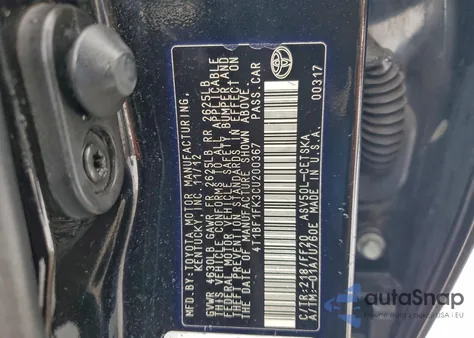 MFD.BY:TOYOTA MOTOR MANUFACTURING,
KENTUCKY, INC. 11/12
GVWR 4630LB GAWR FR 2625LB RR 2625LB
THIS VEHICLE CONFORMS TO ALL APPLICABLE
FEDERAL MOTOR VEHICLE SAFETY, BUMPER, AND
THEFT PREVENTION STANDARDS IN EFFECT ON
THE DATE OF MANUFACTURE SHOWN ABOVE.
4T1BF1FK3CU200367 PASS.CAR
C/TR:218/FF20 ASV50L-CETSKA
A/TM:-01A/U760E MADE IN U.S.A.
00317
autoSnap